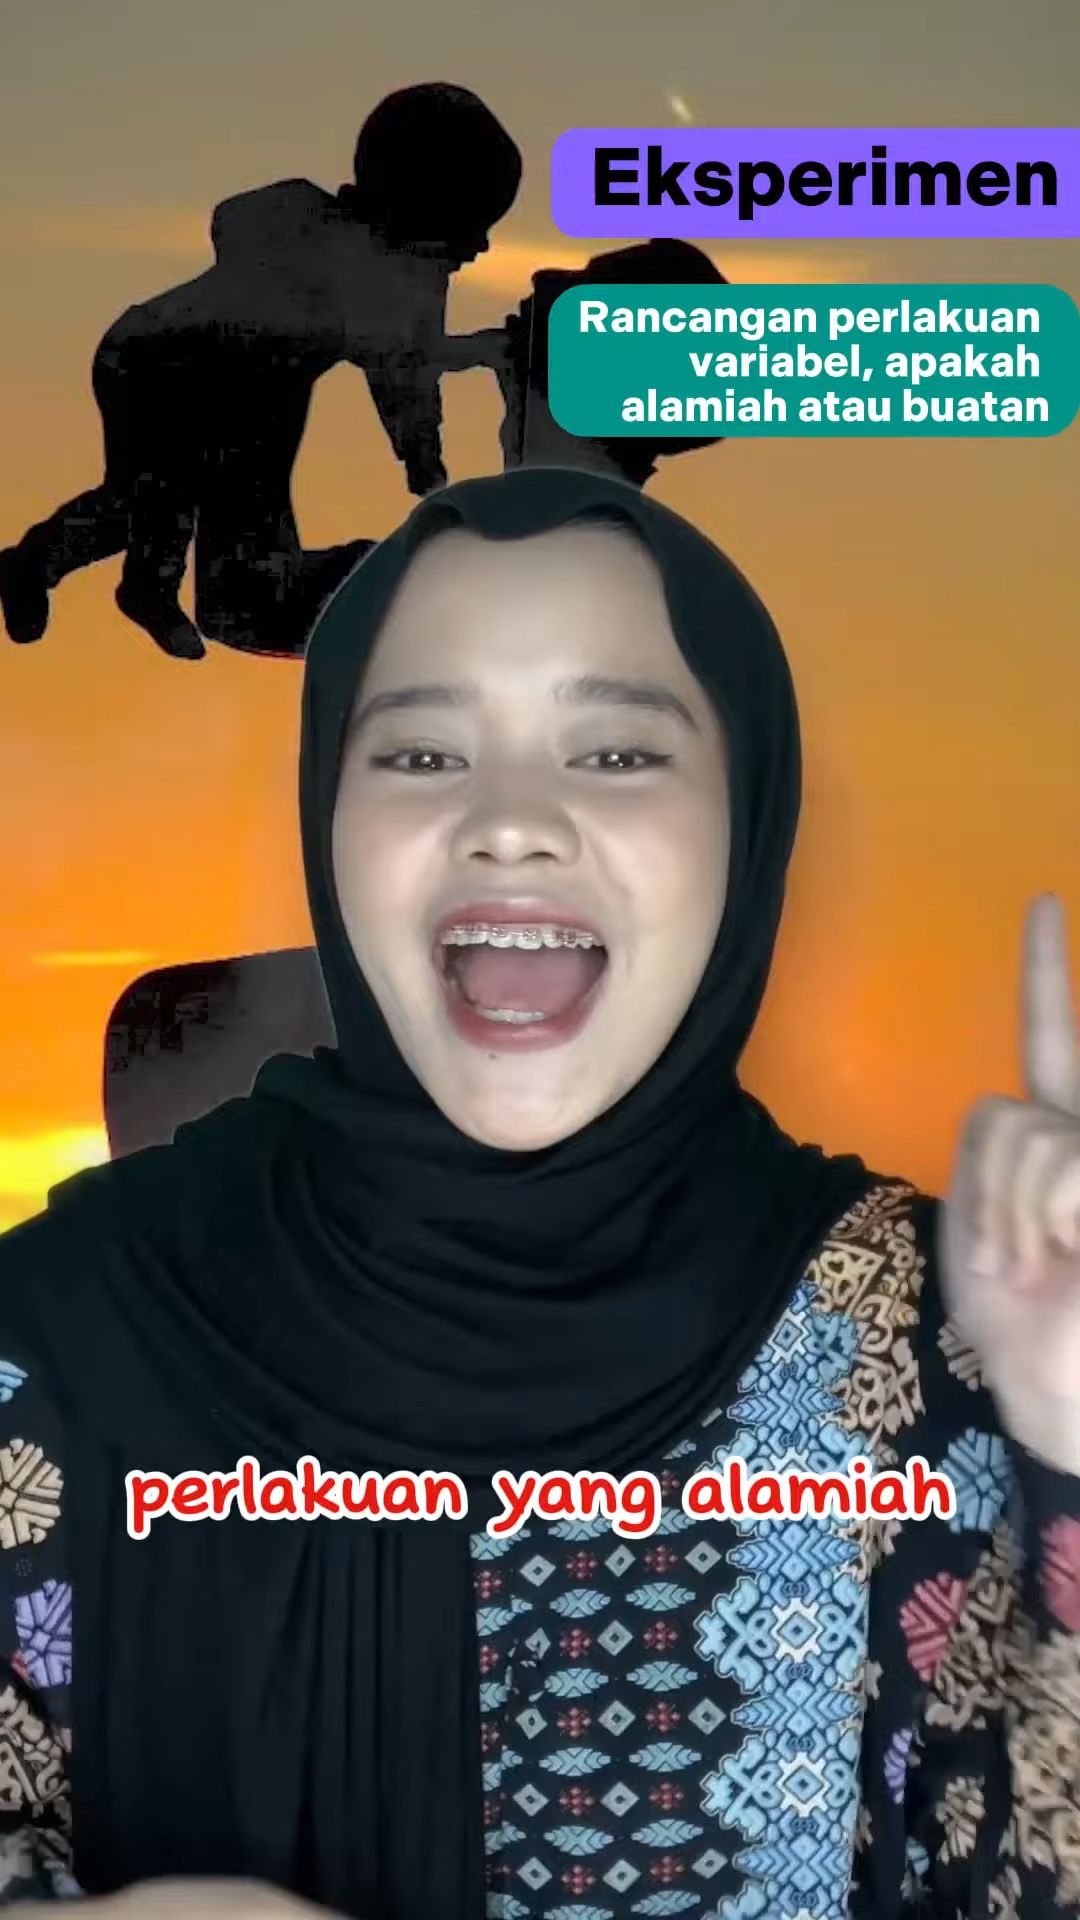 Eksperimen
Rancangan perlakuan
variabel, apakah
alamiah atau buatan
perlakuan yang alamiah